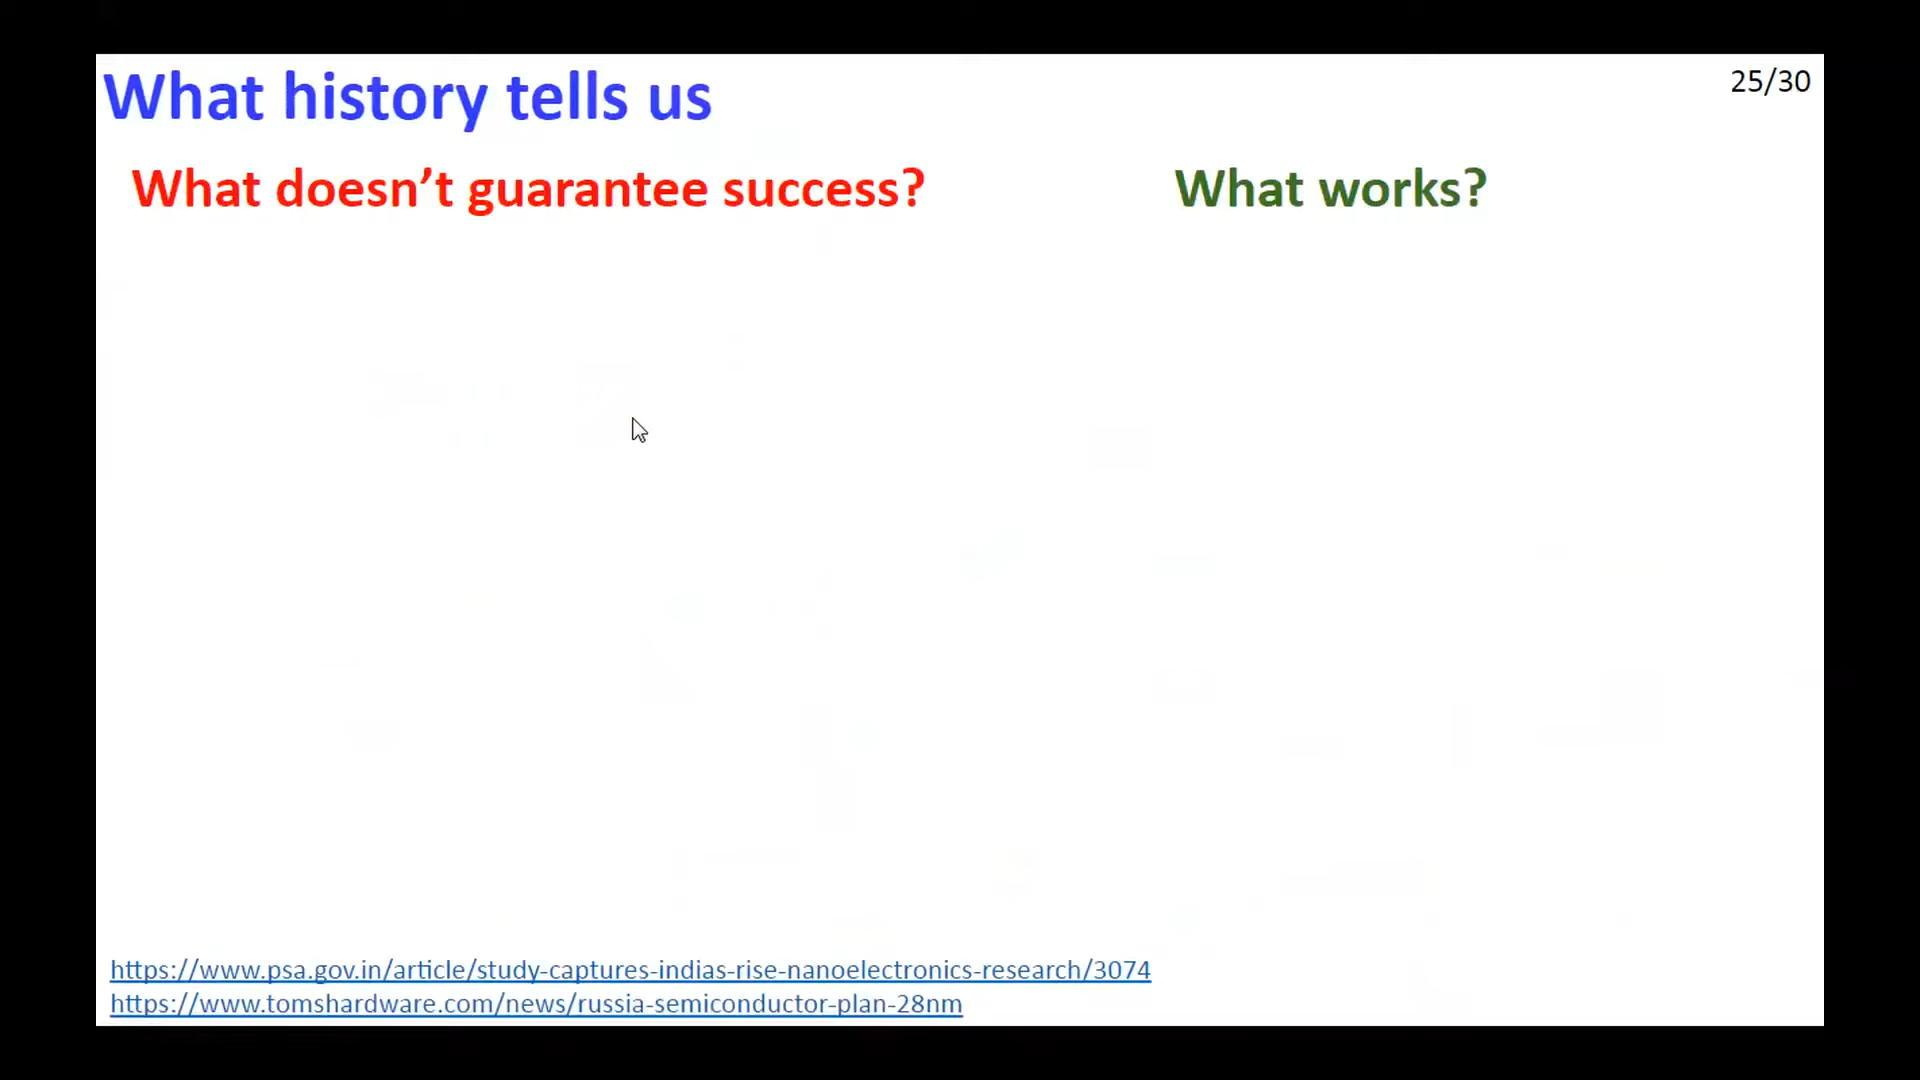 What history tells us
25/30
What doesn’t guarantee success?
What works?
https://www.psa.gov.in/article/study-captures-indias-rise-nanoelectronics-research/3074
https://www.tomshardware.com/news/russia-semiconductor-plan-28nm